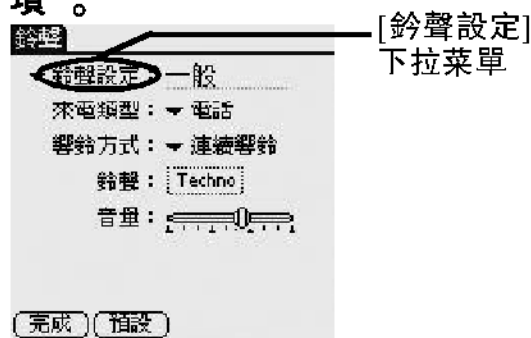 項。
鈴聲
鈴聲設定 一般
[鈴聲設定]
下拉菜單
來電類型：電話
響鈴方式：連續響鈴
鈴聲：Techno
音量：
完成 預設